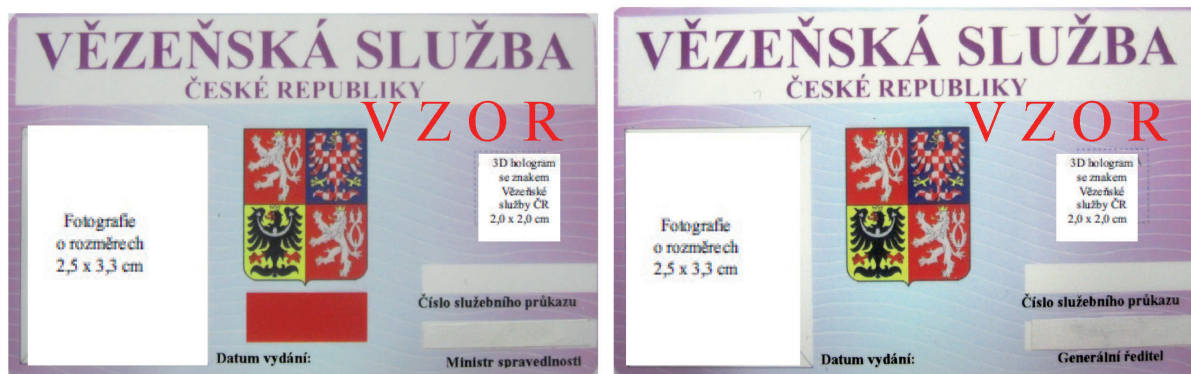 VĚZEŇSKÁ SLUŽBA
ČESKÉ REPUBLIKY
VZOR
3D hologram
se znakem
Vězeňské
služby ČR
2,0 x 2,0 cm
Fotografie
o rozměrech
2,5 x 3,3 cm
Číslo služebního průkazu
Datum vydání:
Ministr spravedlnosti
VĚZEŇSKÁ SLUŽBA
ČESKÉ REPUBLIKY
VZOR
3D hologram
se znakem
Vězeňské
služby ČR
2,0 x 2,0 cm
Fotografie
o rozměrech
2,5 x 3,3 cm
Číslo služebního průkazu
Datum vydání:
Generální ředitel